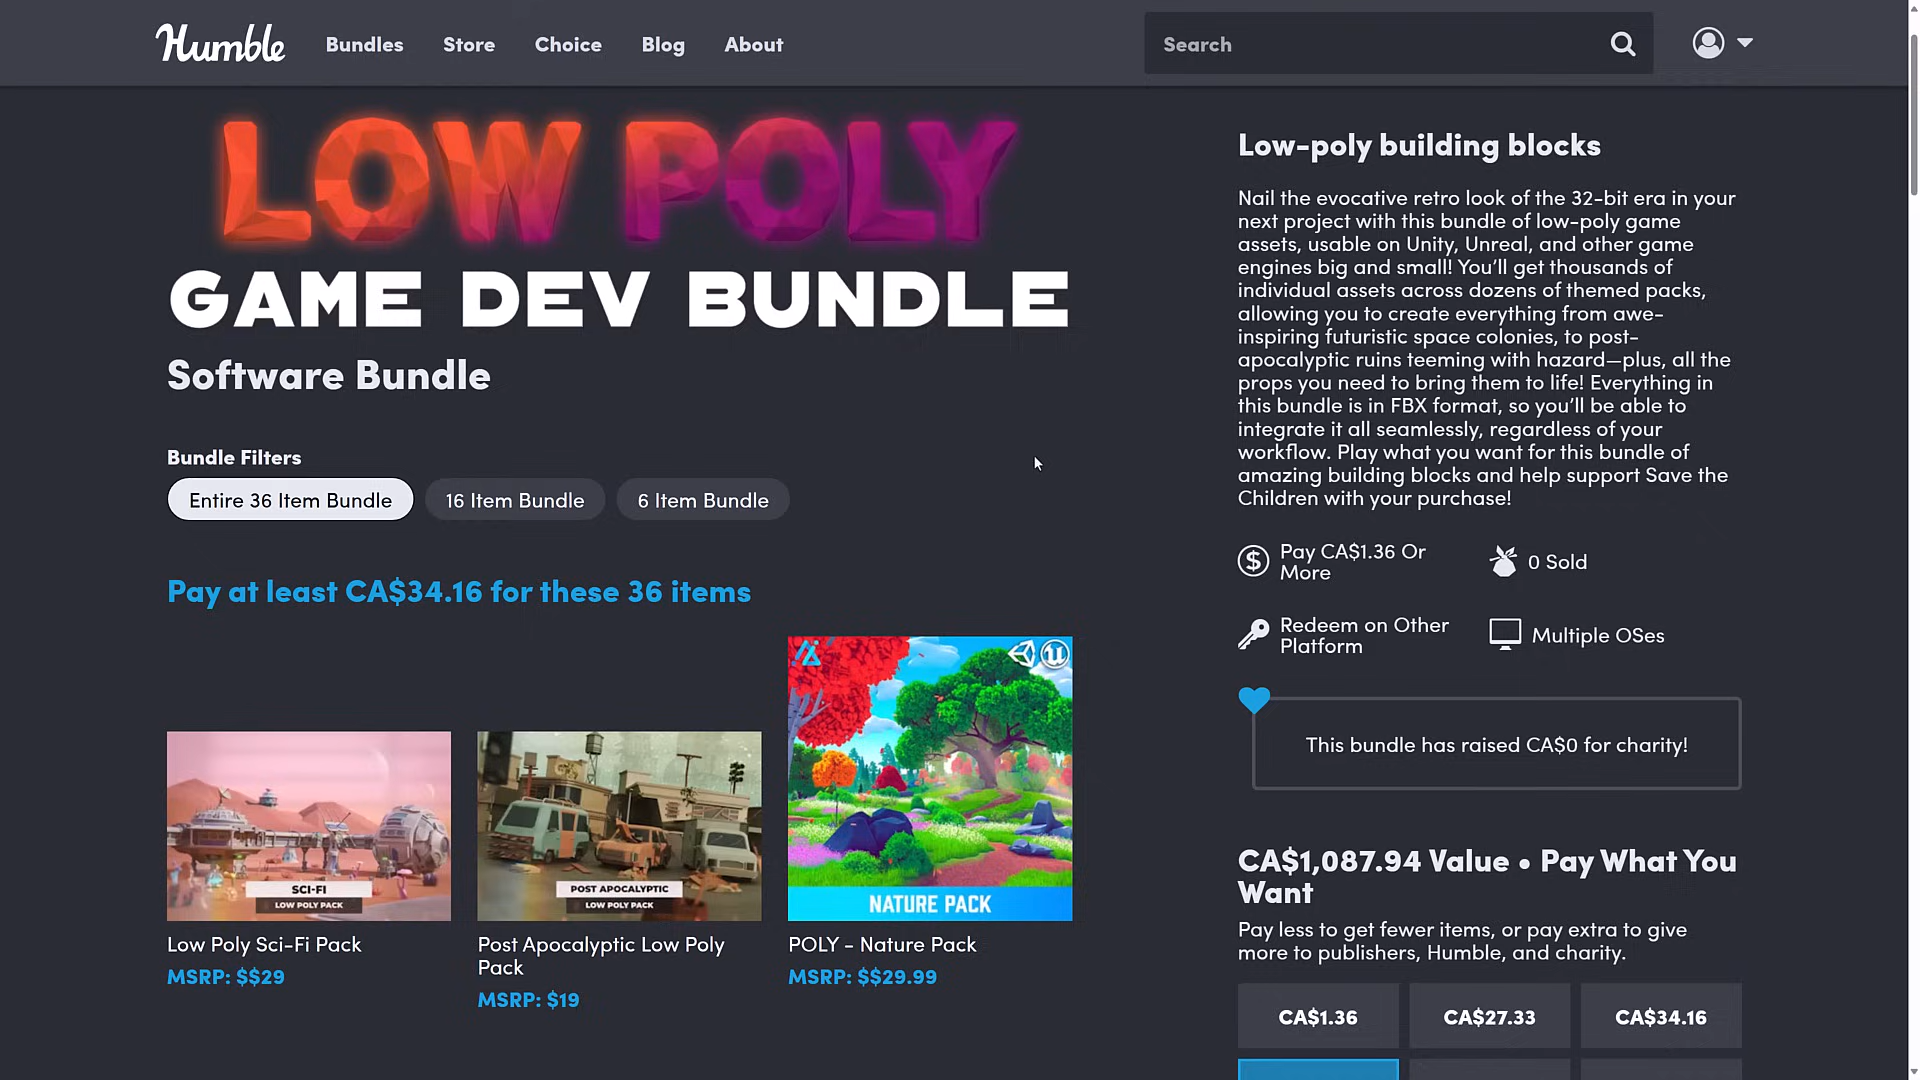 Humble
Bundles
Store
Choice
Blog
About
Search
LOW POLY
GAME DEV BUNDLE
Software Bundle
Bundle Filters
Entire 36 Item Bundle
16 Item Bundle
6 Item Bundle
Pay at least CA$34.16 for these 36 items
SCI-FI
LOW POLY PACK
Low Poly Sci-Fi Pack
MSRP: $$29
POST APOCALYPTIC
LOW POLY PACK
Post Apocalyptic Low Poly
Pack
MSRP: $19
NATURE PACK
POLY - Nature Pack
MSRP: $$29.99
Low-poly building blocks
Nail the evocative retro look of the 32-bit era in your
next project with this bundle of low-poly game
assets, usable on Unity, Unreal, and other game
engines big and small! You’ll get thousands of
individual assets across dozens of themed packs,
allowing you to create everything from awe-
inspiring futuristic space colonies, to post-
apocalyptic ruins teeming with hazard—plus, all the
props you need to bring them to life! Everything in
this bundle is in FBX format, so you’ll be able to
integrate it all seamlessly, regardless of your
workflow. Play what you want for this bundle of
amazing building blocks and help support Save the
Children with your purchase!
Pay CA$1.36 Or
More
0 Sold
Redeem on Other
Platform
Multiple OSes
This bundle has raised CA$0 for charity!
CA$1,087.94 Value • Pay What You
Want
Pay less to get fewer items, or pay extra to give
more to publishers, Humble, and charity.
CA$1.36
CA$27.33
CA$34.16